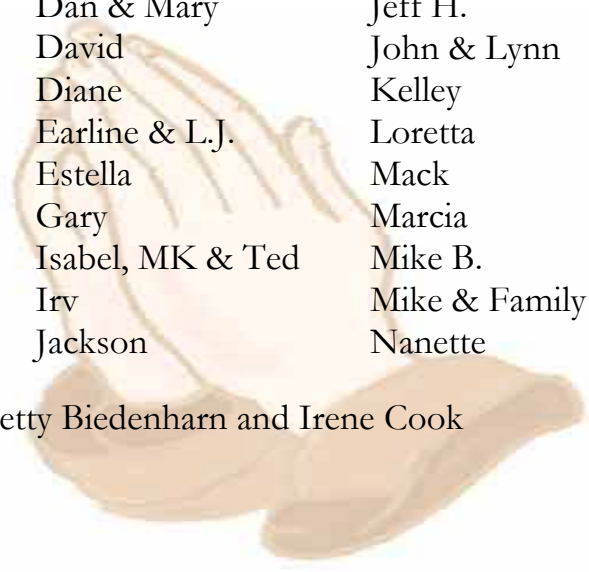 Dan & Mary
David
Diane
Earline & L.J.
Estella
Gary
Isabel, MK & Ted
Irv
Jackson
Jeff H.
John & Lynn
Kelley
Loretta
Mack
Marcia
Mike B.
Mike & Family
Nanette
etty Biedenharn and Irene Cook